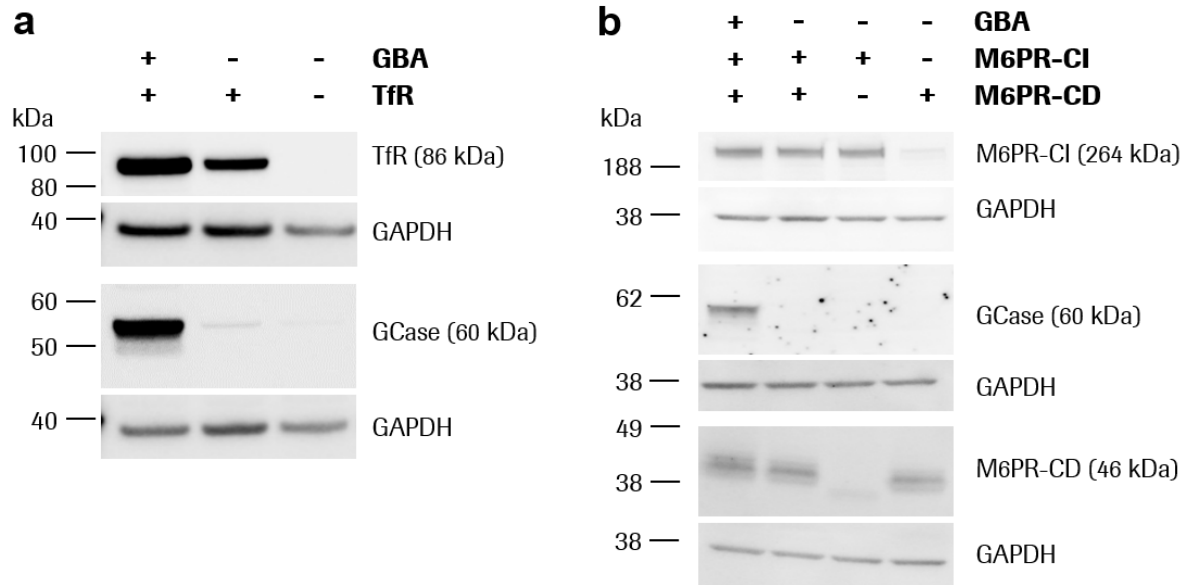 a
+ - - GBA
+ + - TfR
kDa
100
80
TfR (86 kDa)
40
GAPDH
60
50
GCase (60 kDa)
40
GAPDH
b
+ - - - GBA
+ + + - M6PR-CI
+ + - + M6PR-CD
kDa
188
M6PR-CI (264 kDa)
38
GAPDH
62
GCase (60 kDa)
38
GAPDH
49
38
M6PR-CD (46 kDa)
38
GAPDH